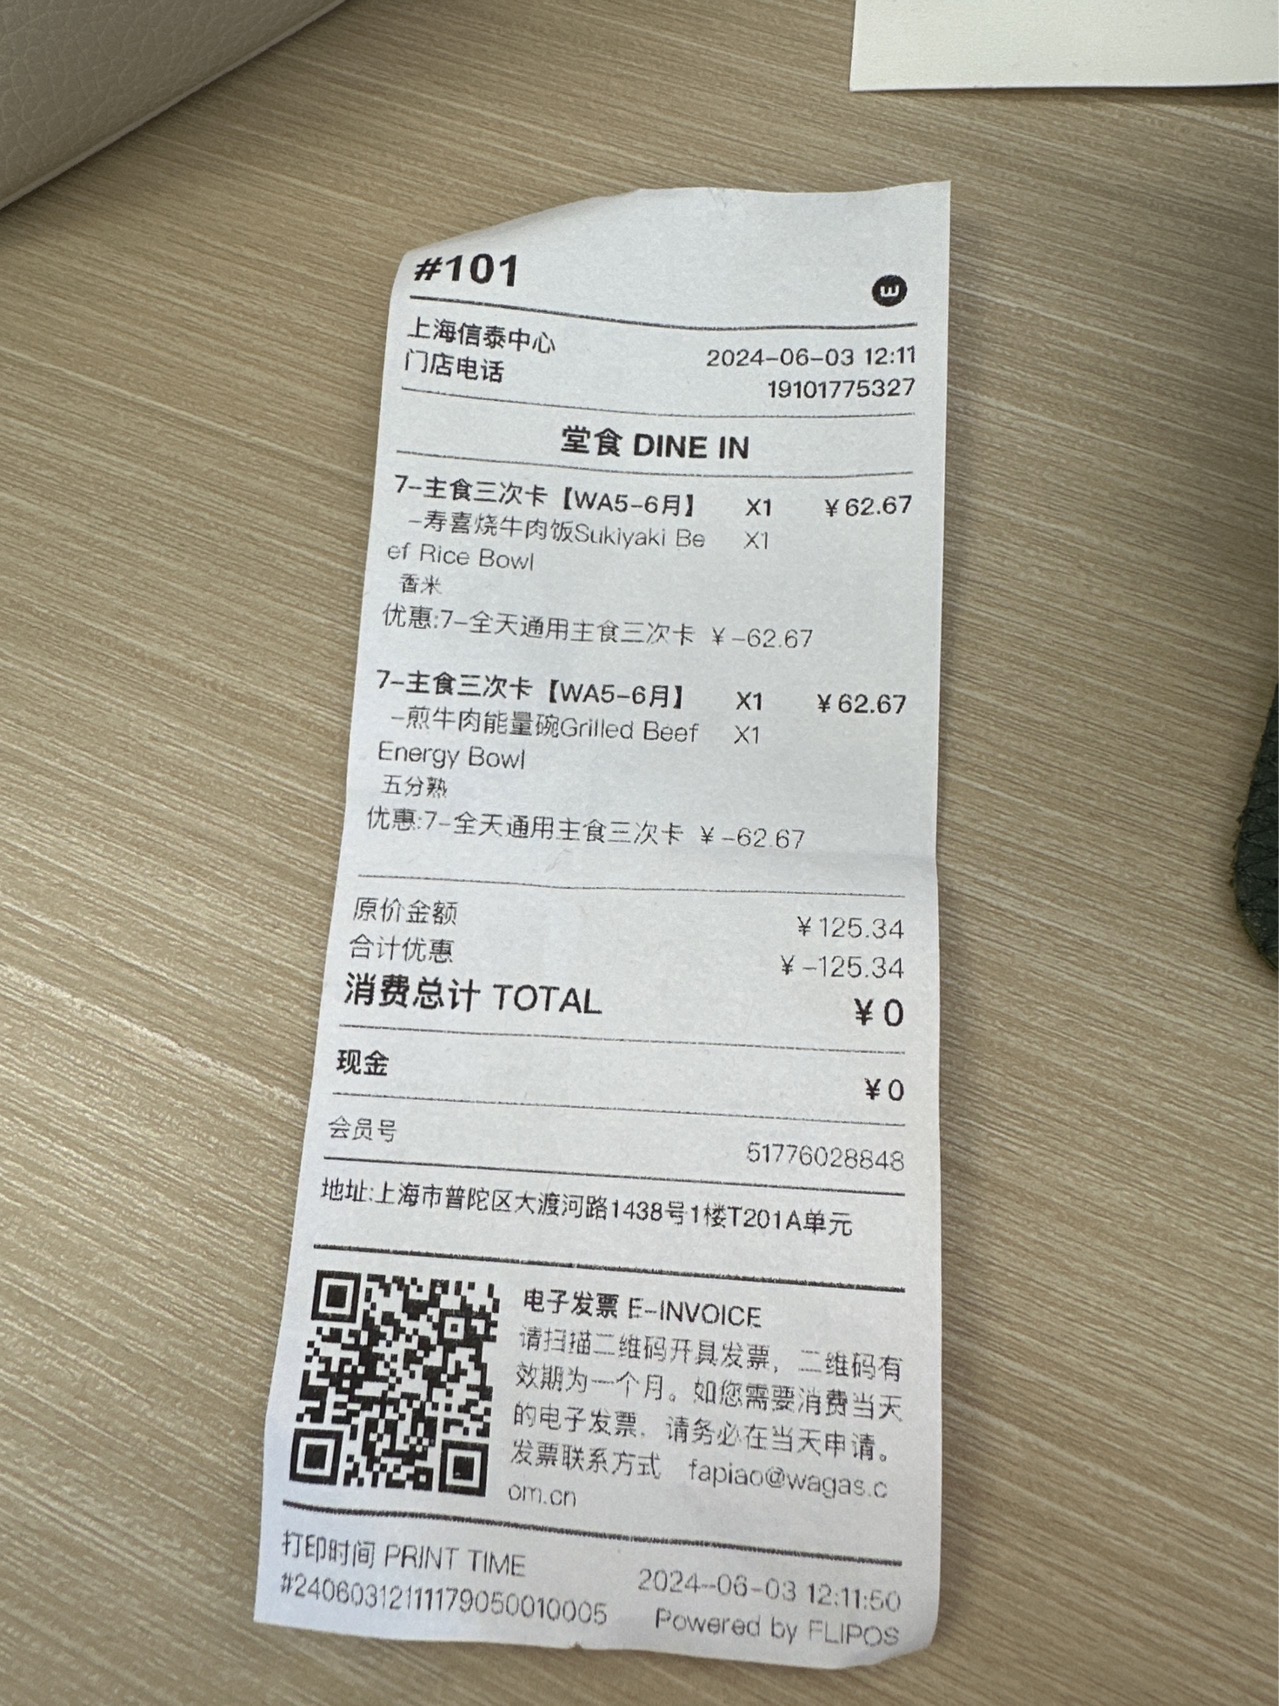 #101
上海信泰中心 2024-06-03 12:11
门店电话 19101775327
堂食 DINE IN
7-主食三次卡【WA5-6月】 X1 ¥62.67
-寿喜烧牛肉饭Sukiyaki Be X1
ef Rice Bowl
香米
优惠:7-全天通用主食三次卡 ¥-62.67
7-主食三次卡【WA5-6月】 X1 ¥62.67
-煎牛肉能量碗Grilled Beef X1
Energy Bowl
五分熟
优惠:7-全天通用主食三次卡 ¥-62.67
原价金额 ¥125.34
合计优惠 ¥-125.34
消费总计 TOTAL ¥0
现金 ¥0
会员号 51776028848
地址:上海市普陀区大渡河路1438号1楼T201A单元
电子发票 E-INVOICE
请扫描二维码开具发票，二维码有
效期为一个月。如您需要消费当天
的电子发票，请务必在当天申请。
发票联系方式 fapiao@wagas.c
om.cn
打印时间 PRINT TIME 2024-06-03 12:11:50
#24060312111179050010005 Powered by FLIPOS